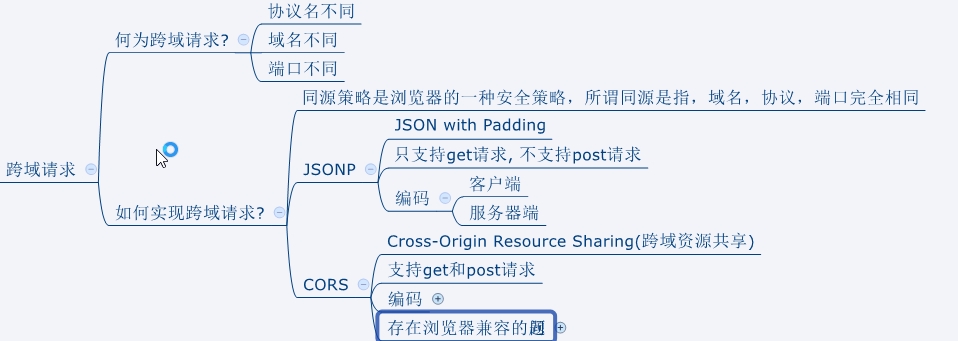 协议名不同
何为跨域请求?
域名不同
端口不同
同源策略是浏览器的一种安全策略，所谓同源是指，域名，协议，端口完全相同
JSON with Padding
只支持get请求, 不支持post请求
跨域请求
JSONP
客户端
编码
服务器端
如何实现跨域请求?
Cross-Origin Resource Sharing(跨域资源共享)
支持get和post请求
CORS
编码
存在浏览器兼容的